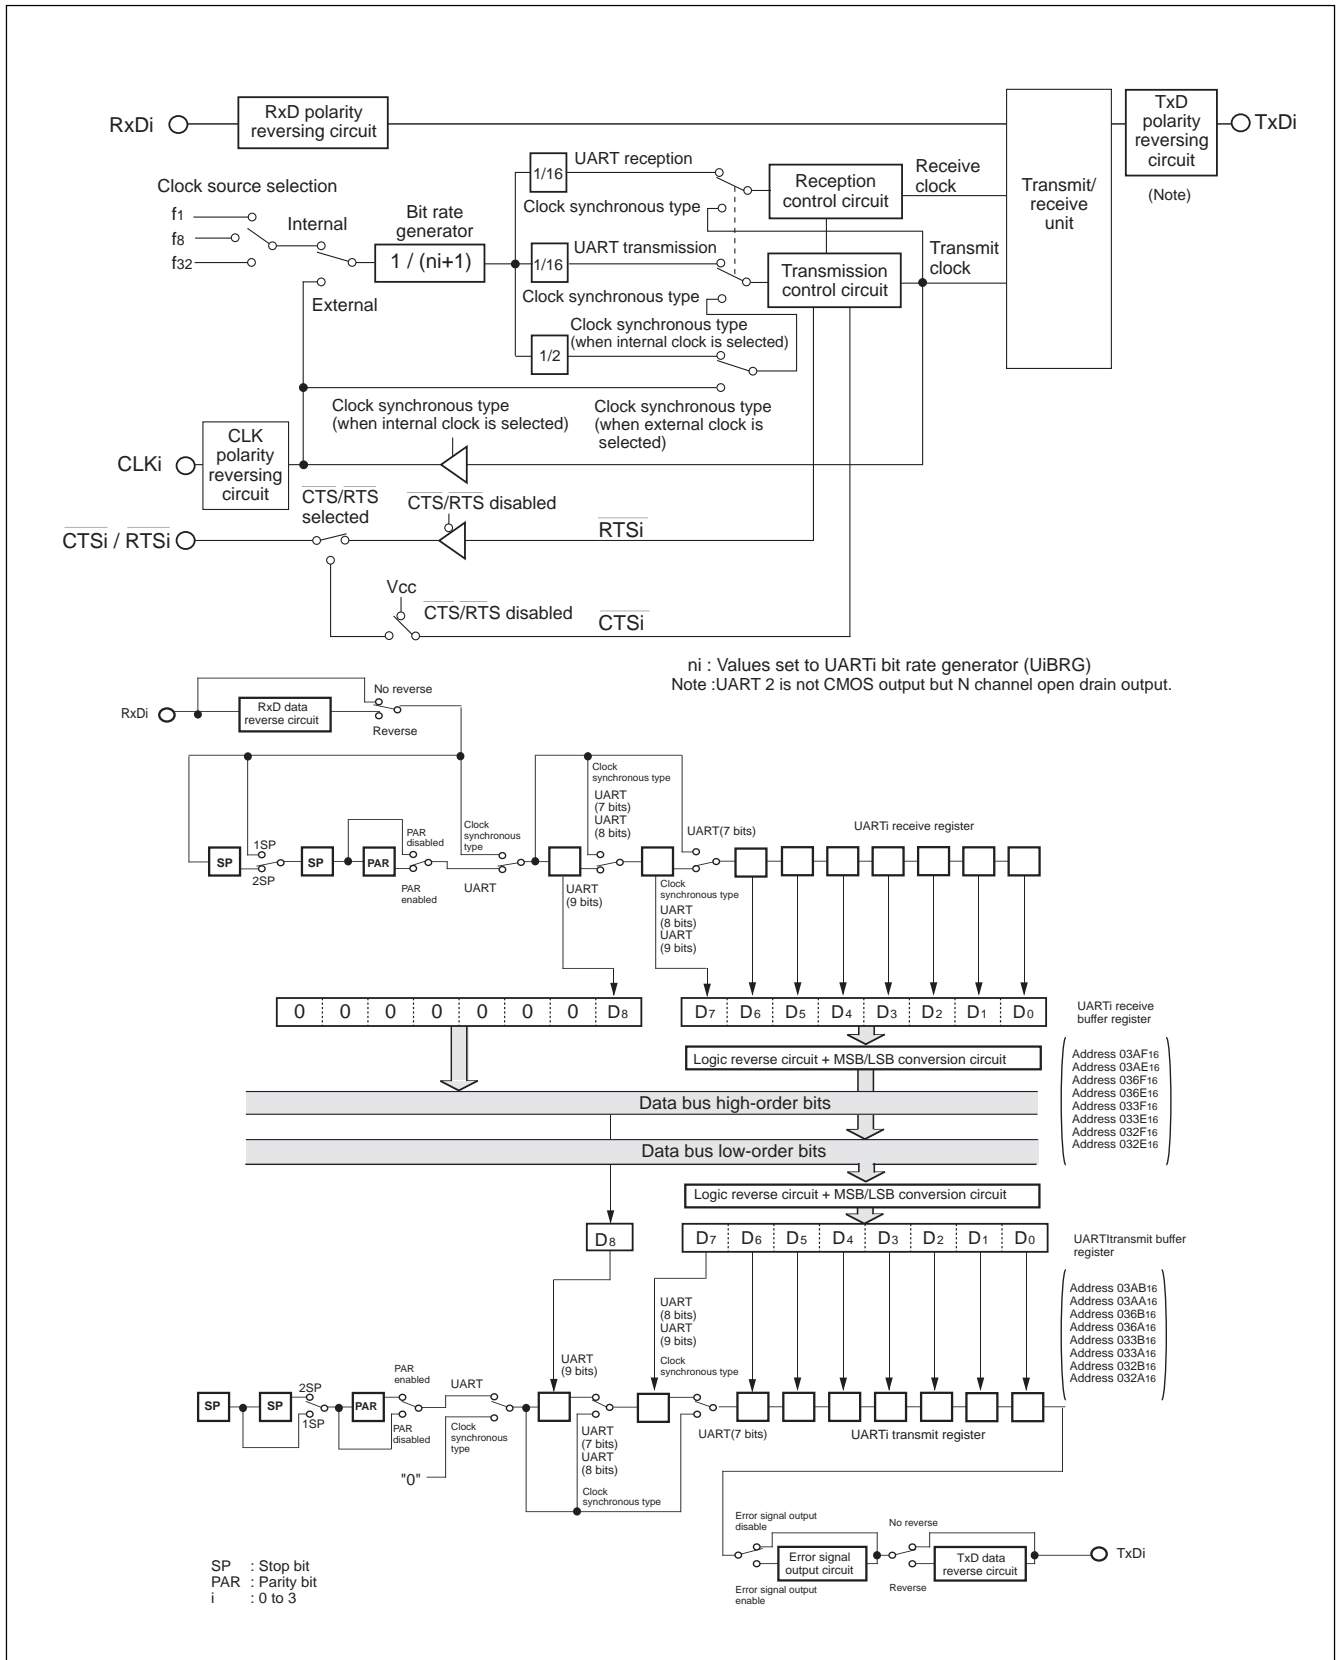 RxDi
RxD polarity
reversing circuit
TxD
polarity
reversing
circuit
TxDi
(Note)
Clock source selection
f1
f8
f32
Internal
External
Bit rate
generator
1 / (ni+1)
1/16
UART reception
Clock synchronous type
1/16
UART transmission
Clock synchronous type
1/2
Clock synchronous type
(when internal clock is selected)
Reception
control circuit
Receive
clock
Transmission
control circuit
Transmit
clock
Transmit/
receive
unit
Clock synchronous type
(when internal clock is selected)
Clock synchronous type
(when external clock is
selected)
CLKi
CLK
polarity
reversing
circuit
CTS/RTS
selected
CTS/RTS disabled
CTSi / RTSi
RTSi
Vcc
CTS/RTS disabled
CTSi
ni : Values set to UARTi bit rate generator (UiBRG)
Note :UART 2 is not CMOS output but N channel open drain output.
RxDi
RxD data
reverse circuit
No reverse
Reverse
SP
1SP
2SP
SP
PAR
PAR
disabled
PAR
enabled
Clock
synchronous
type
UART
Clock
synchronous type
UART
(7 bits)
UART
(8 bits)
UART
(9 bits)
UART(7 bits)
Clock
synchronous type
UART
(8 bits)
UART
(9 bits)
UARTi receive register
0 0 0 0 0 0 0 D8
D7 D6 D5 D4 D3 D2 D1 D0
UARTi receive
buffer register
Logic reverse circuit + MSB/LSB conversion circuit
Address 03AF16
Address 03AE16
Address 036F16
Address 036E16
Address 033F16
Address 033E16
Address 032F16
Address 032E16
Data bus high-order bits
Data bus low-order bits
Logic reverse circuit + MSB/LSB conversion circuit
D8
D7 D6 D5 D4 D3 D2 D1 D0
UARTItransmit buffer
register
Address 03AB16
Address 03AA16
Address 036B16
Address 036A16
Address 033B16
Address 033A16
Address 032B16
Address 032A16
UART
(8 bits)
UART
(9 bits)
Clock
synchronous type
UART
(9 bits)
SP
SP
2SP
1SP
PAR
PAR
enabled
PAR
disabled
UART
Clock
synchronous
type
"0"
UART
(7 bits)
UART
(8 bits)
Clock
synchronous type
UART(7 bits)
UARTi transmit register
Error signal output
disable
Error signal output
enable
Error signal
output circuit
No reverse
Reverse
TxD data
reverse circuit
TxDi
SP : Stop bit
PAR : Parity bit
i : 0 to 3